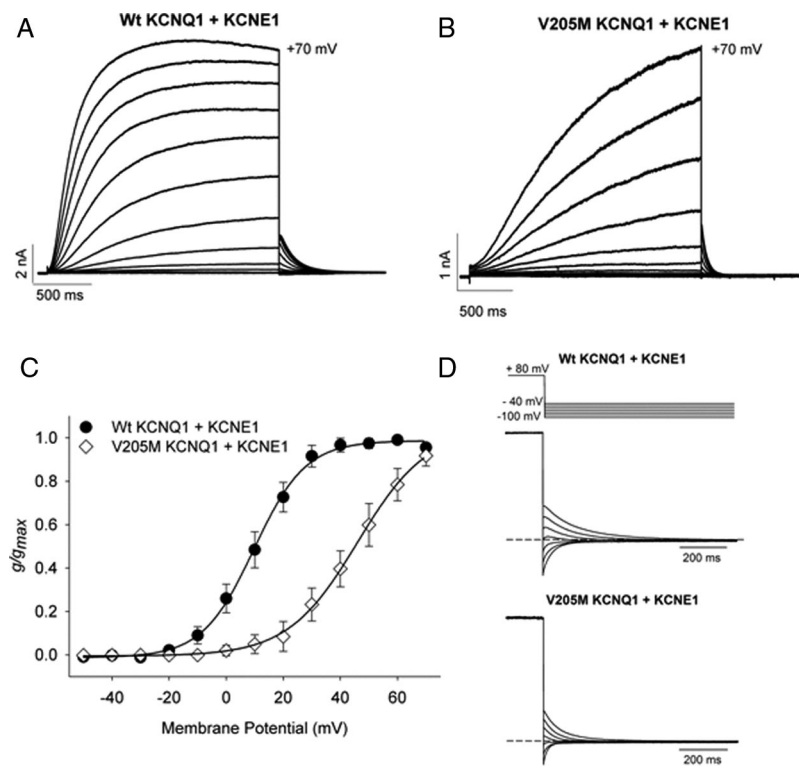 A
Wt KCNQ1 + KCNE1
+70 mV
2 nA
500 ms
B
V205M KCNQ1 + KCNE1
+70 mV
1 nA
500 ms
C
Wt KCNQ1 + KCNE1
V205M KCNQ1 + KCNE1
1.0
0.8
0.6
0.4
0.2
0.0
g/gmax
-40 -20 0 20 40 60
Membrane Potential (mV)
D
Wt KCNQ1 + KCNE1
+ 80 mV
- 40 mV
-100 mV
200 ms
V205M KCNQ1 + KCNE1
200 ms